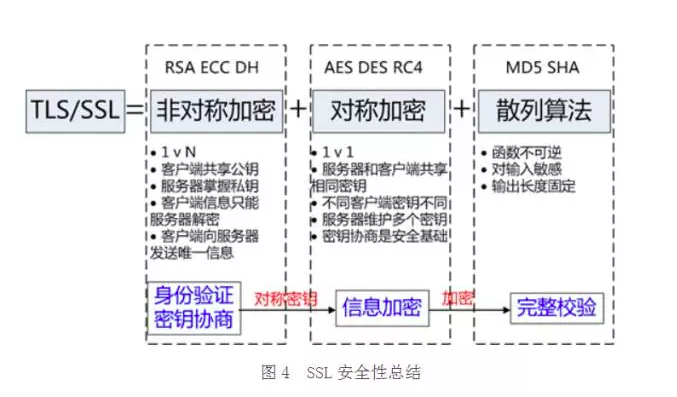 RSA ECC DH
AES DES RC4
MD5 SHA
TLS/SSL = 非对称加密 + 对称加密 + 散列算法
• 1 v N
• 客户端共享公钥
• 服务器掌握私钥
• 客户端信息只能
服务器解密
• 客户端向服务器
发送唯一信息
• 1 v 1
• 服务器和客户端共享
相同密钥
• 不同客户端密钥不同
• 服务器维护多个密钥
• 密钥协商是安全基础
• 函数不可逆
• 对输入敏感
• 输出长度固定
身份验证
密钥协商
对称密钥
信息加密
加密
完整校验
图 4 SSL 安全性总结